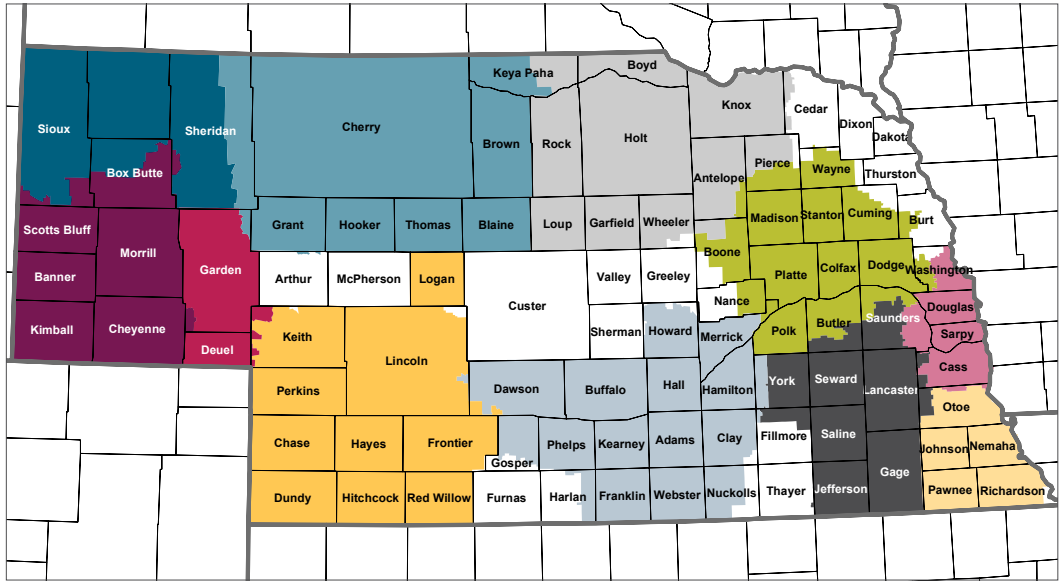 Boyd
Keya Paha
Knox
Cedar
Sioux
Sheridan
Cherry
Brown
Rock
Holt
Dixon
Dakota
Box Butte
Antelope
Pierce
Wayne
Thurston
Scotts Bluff
Grant
Hooker
Thomas
Blaine
Loup
Garfield
Wheeler
Madison
Stanton
Cuming
Burt
Morrill
Banner
Garden
Arthur
McPherson
Logan
Custer
Valley
Greeley
Boone
Platte
Colfax
Dodge
Washington
Nance
Kimball
Cheyenne
Deuel
Keith
Lincoln
Sherman
Howard
Merrick
Polk
Butler
Saunders
Douglas
Sarpy
Perkins
Dawson
Buffalo
Hall
Hamilton
York
Seward
Lancaster
Cass
Otoe
Chase
Hayes
Frontier
Gosper
Phelps
Kearney
Adams
Clay
Fillmore
Saline
Johnson
Nemaha
Dundy
Hitchcock
Red Willow
Furnas
Harlan
Franklin
Webster
Nuckolls
Thayer
Jefferson
Gage
Pawnee
Richardson